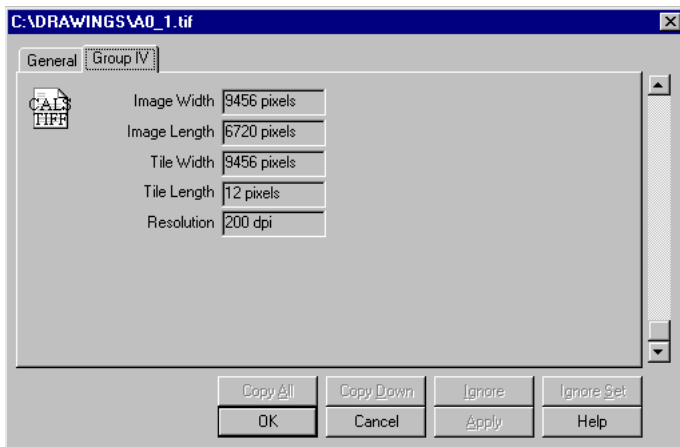 C:\DRAWINGS\A0_1.tif
General Group IV
CALS
TIFF
Image Width 9456 pixels
Image Length 6720 pixels
Tile Width 9456 pixels
Tile Length 12 pixels
Resolution 200 dpi
Copy All Copy Down Ignore Ignore Set
OK Cancel Apply Help